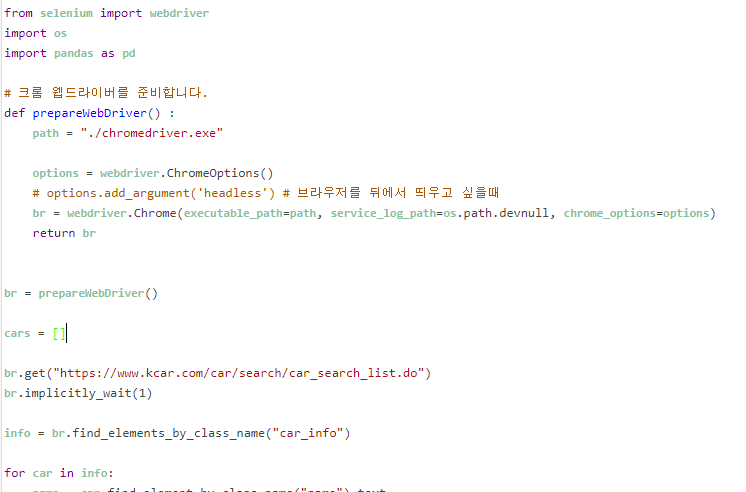 from selenium import webdriver
import os
import pandas as pd
# 크롬 웹드라이버를 준비합니다.
def prepareWebDriver() :
path = "./chromedriver.exe"
options = webdriver.ChromeOptions()
# options.add_argument('headless') # 브라우저를 뒤에서 띄우고 싶을때
br = webdriver.Chrome(executable_path=path, service_log_path=os.path.devnull, chrome_options=options)
return br
br = prepareWebDriver()
cars = []
br.get("https://www.kcar.com/car/search/car_search_list.do")
br.implicitly_wait(1)
info = br.find_elements_by_class_name("car_info")
for car in info:
name = car.find_element_by_class_name("name").text